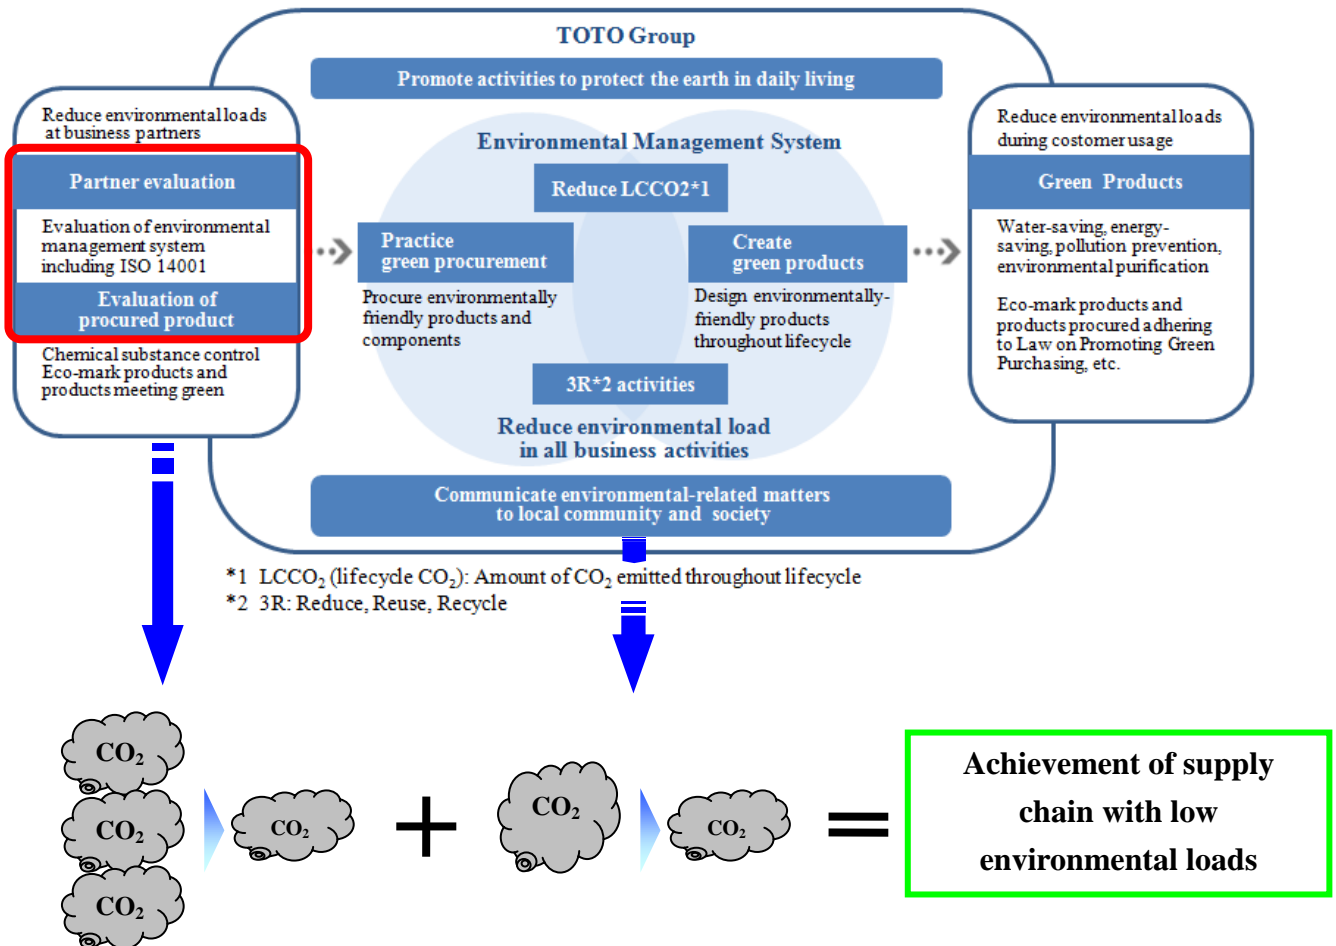 TOTO Group
Promote activities to protect the earth in daily living
Reduce environmental loads
at business partners
Partner evaluation
Evaluation of environmental
management system
including ISO 14001
Evaluation of
procured product
Chemical substance control
Eco-mark products and
products meeting green
Environmental Management System
Reduce LCCO2*1
Practice
green procurement
Procure environmentally
friendly products and
components
Create
green products
Design environmentally-
friendly products
throughout lifecycle
3R*2 activities
Reduce environmental load
in all business activities
Communicate environmental-related matters
to local community and society
Reduce environmental loads
during costomer usage
Green Products
Water-saving, energy-
saving, pollution prevention,
environmental purification
Eco-mark products and
products procured adhering
to Law on Promoting Green
Purchasing, etc.
*1 LCCO₂ (lifecycle CO₂): Amount of CO₂ emitted throughout lifecycle
*2 3R: Reduce, Reuse, Recycle
CO₂
CO₂
CO₂
CO₂
+
CO₂
CO₂
=
Achievement of supply
chain with low
environmental loads